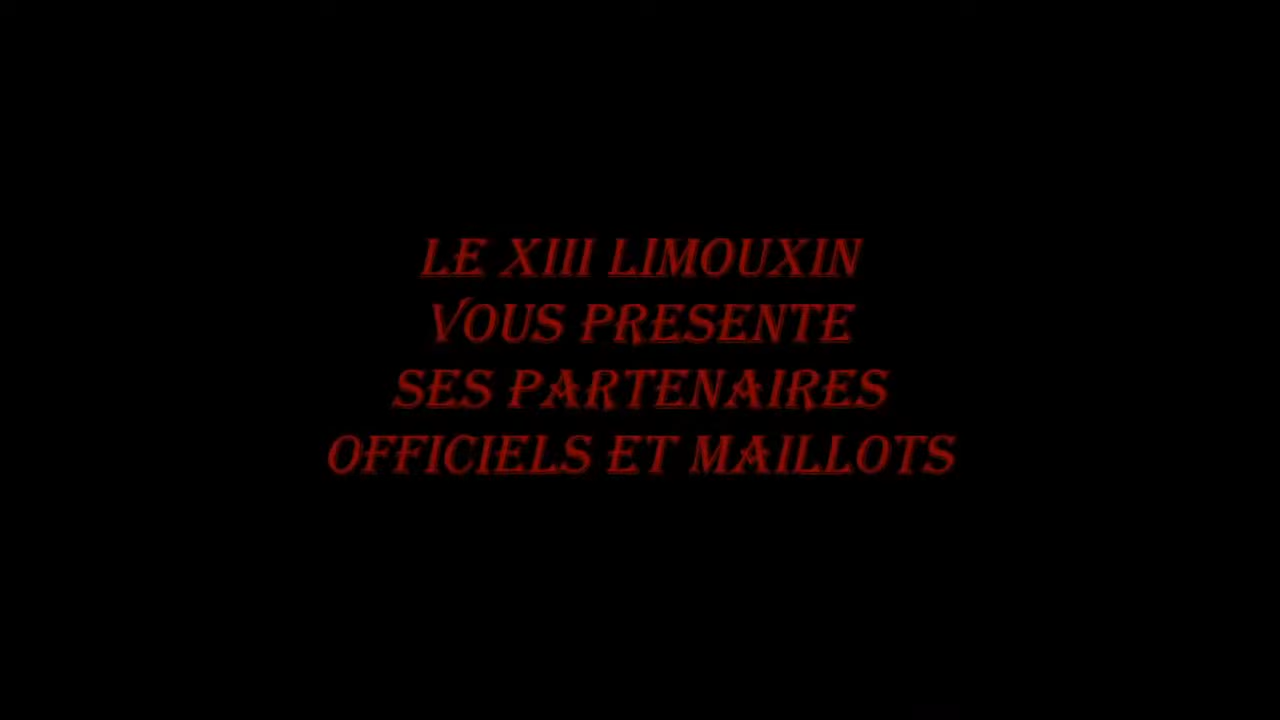 LE XIII LIMOUXIN
VOUS PRESENTE
SES PARTENAIRES
OFFICIELS ET MAILLOTS